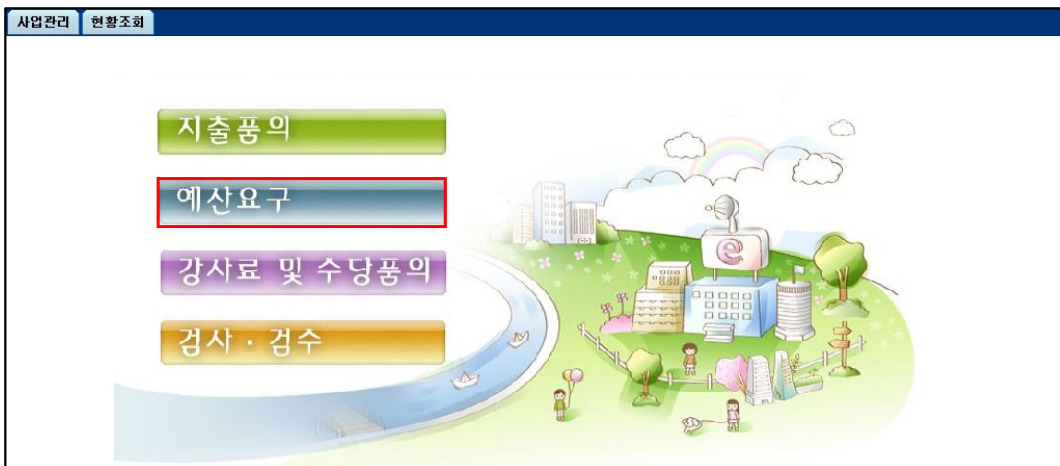 사업관리 현황조회
지출품의
예산요구
강사료 및 수당품의
검사·검수
e